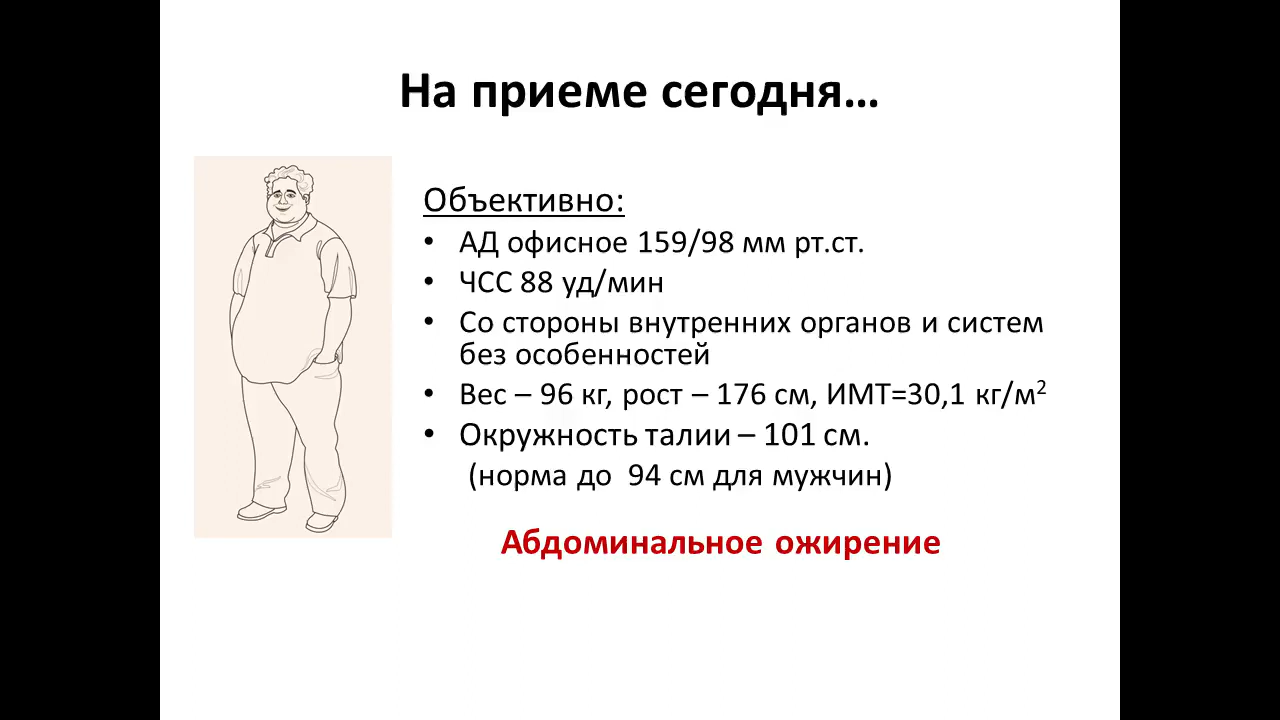 На приеме сегодня…
Объективно:
• АД офисное 159/98 мм рт.ст.
• ЧСС 88 уд/мин
• Со стороны внутренних органов и систем
без особенностей
• Вес – 96 кг, рост – 176 см, ИМТ=30,1 кг/м²
• Окружность талии – 101 см.
(норма до 94 см для мужчин)
Абдоминальное ожирение